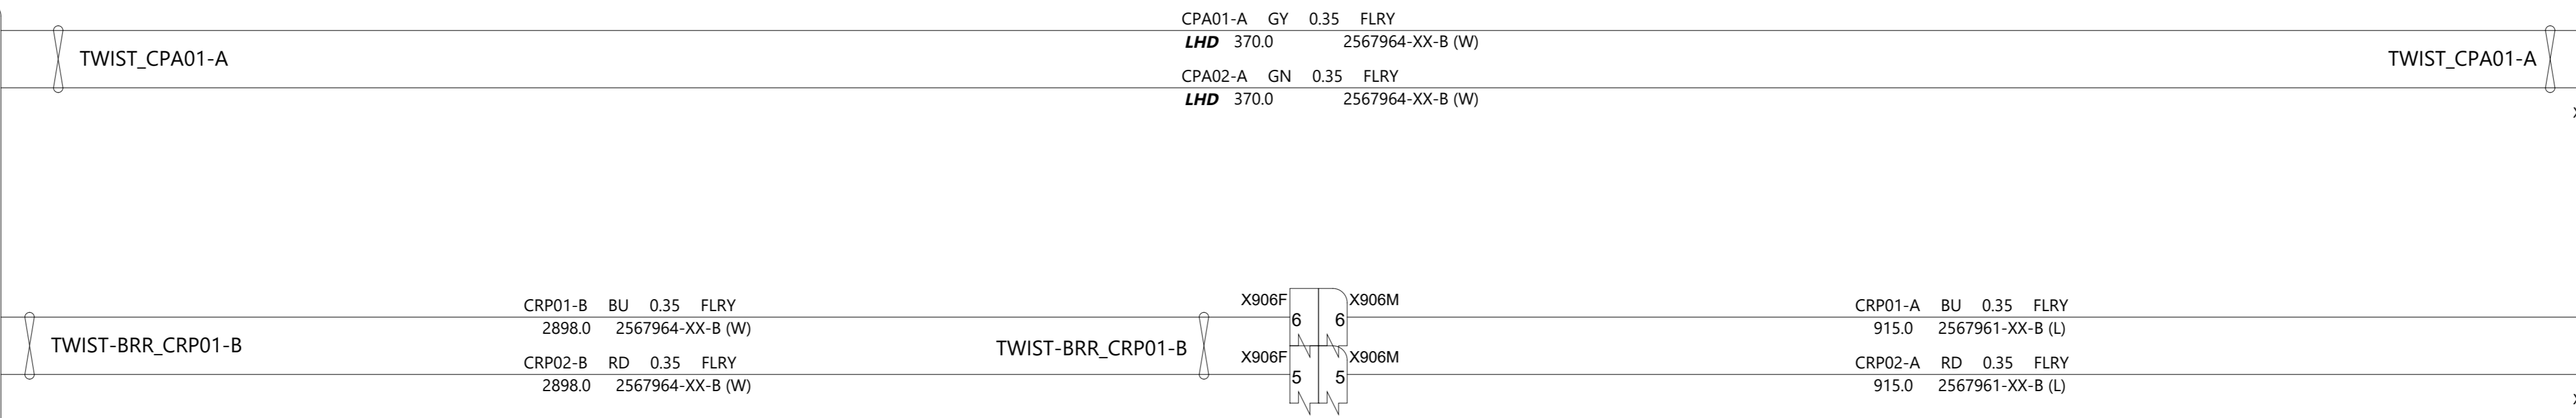 CPA01-A GY 0.35 FLRY
LHD 370.0 2567964-XX-B (W)
TWIST_CPA01-A
TWIST_CPA01-A
CPA02-A GN 0.35 FLRY
LHD 370.0 2567964-XX-B (W)
CRP01-B BU 0.35 FLRY
2898.0 2567964-XX-B (W)
X906F
X906M
6 6
CRP01-A BU 0.35 FLRY
915.0 2567961-XX-B (L)
TWIST-BRR_CRP01-B
TWIST-BRR_CRP01-B
CRP02-B RD 0.35 FLRY
2898.0 2567964-XX-B (W)
X906F
X906M
5 5
CRP02-A RD 0.35 FLRY
915.0 2567961-XX-B (L)